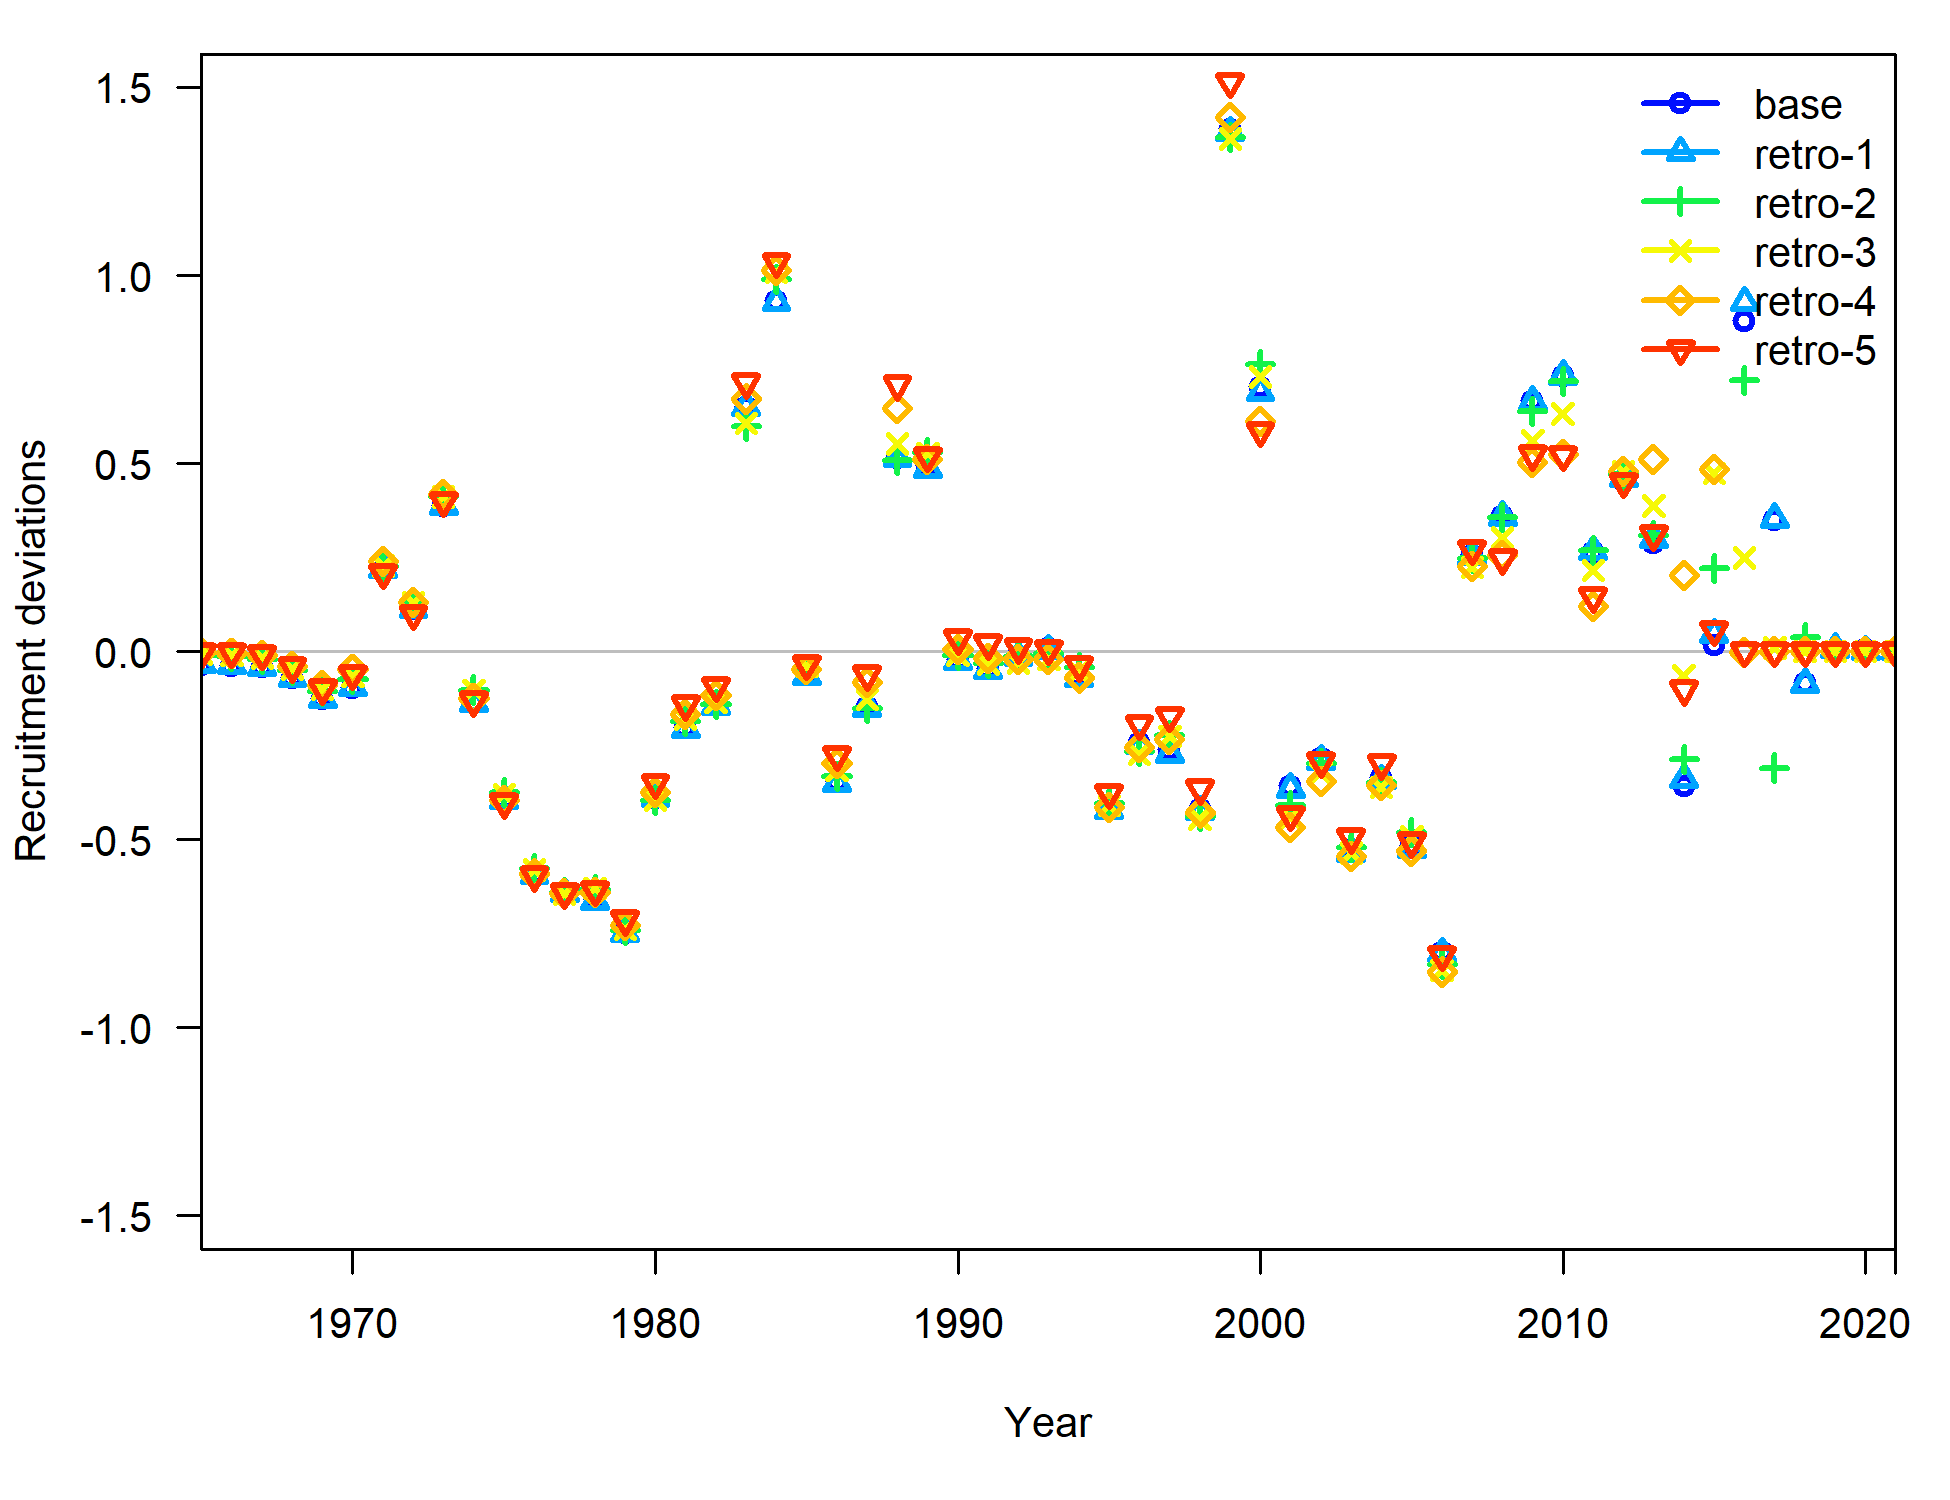 1.5
1.0
0.5
0.0
-0.5
-1.0
-1.5
Recruitment deviations
base
retro-1
retro-2
retro-3
retro-4
retro-5
1970 1980 1990 2000 2010 2020
Year